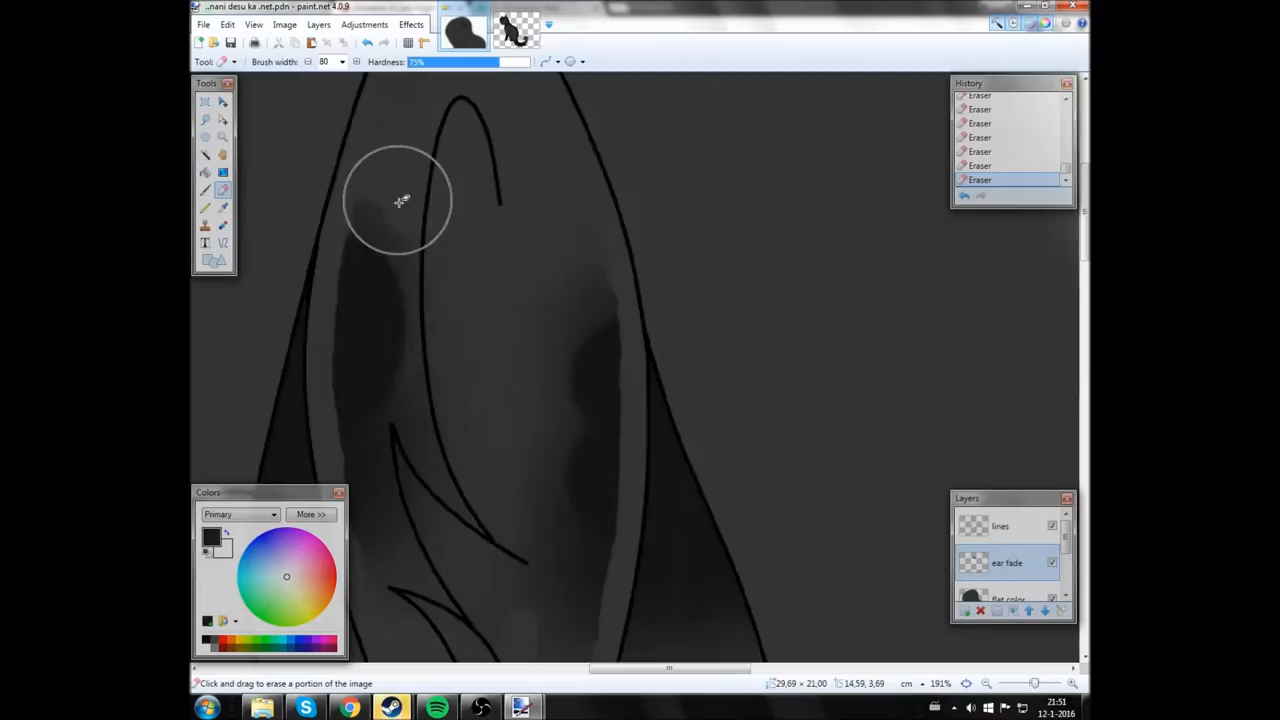 ..nani desu ka .net.pdn - paint.net 4.0.9
File Edit View Image Layers Adjustments Effects
Tool: Brush width: 80 Hardness: 75%
Tools
History
Eraser
Eraser
Eraser
Eraser
Eraser
Eraser
Eraser
Colors
Primary More >>
Layers
lines
ear fade
flat color
Click and drag to erase a portion of the image
29,69 × 21,00 14,59, 3,69 cm 191%
21:51
12-1-2016